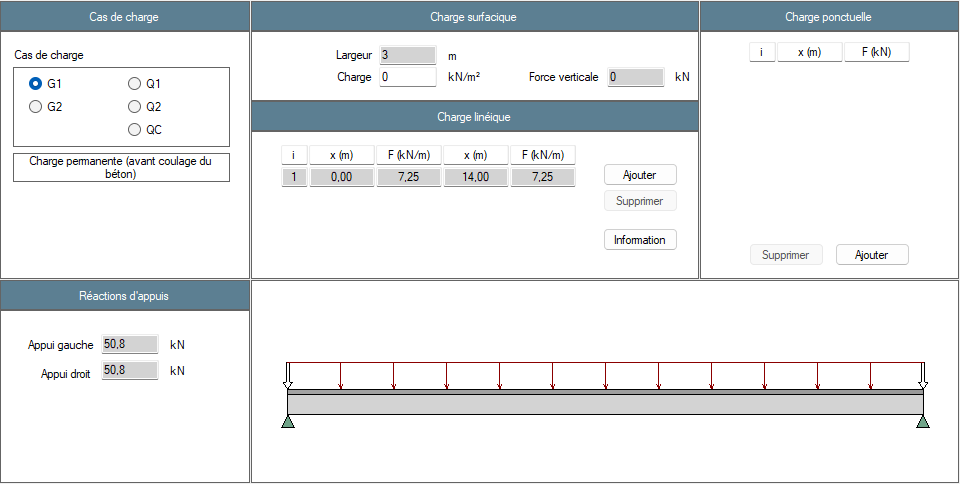 Cas de charge
Cas de charge
G1
Q1
G2
Q2
QC
Charge permanente (avant coulage du
béton)
Charge surfacique
Largeur 3 m
Charge 0 kN/m² Force verticale 0 kN
Charge linéique
i x (m) F (kN/m) x (m) F (kN/m)
1 0,00 7,25 14,00 7,25
Ajouter
Supprimer
Information
Charge ponctuelle
i x (m) F (kN)
Supprimer Ajouter
Réactions d'appuis
Appui gauche 50,8 kN
Appui droit 50,8 kN